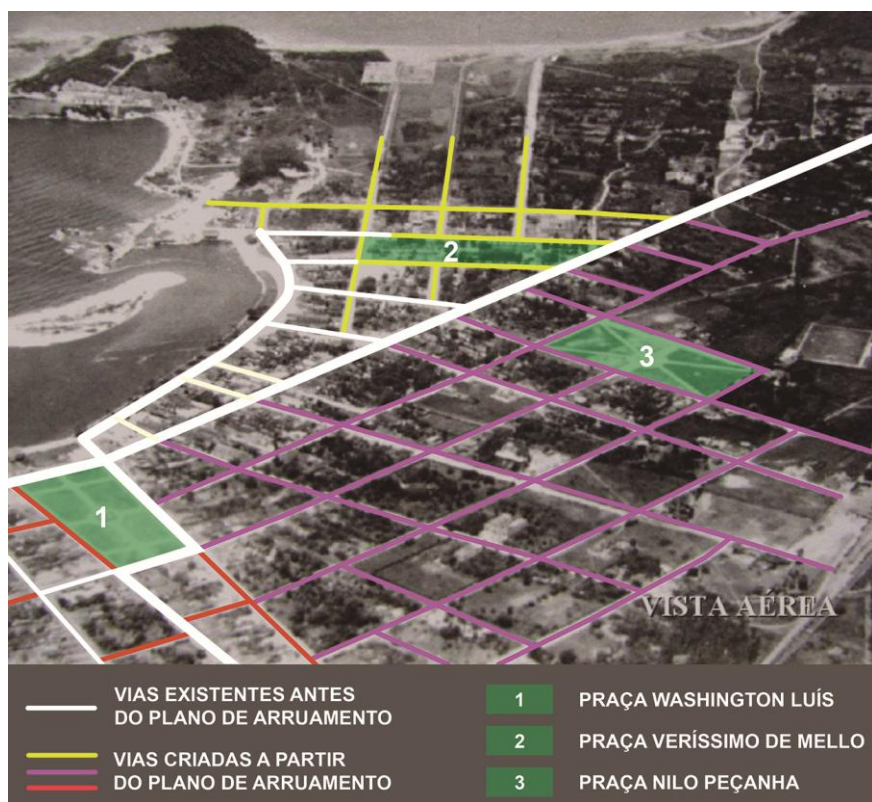 2
3
1
VISTA AÉREA
VIAS EXISTENTES ANTES
DO PLANO DE ARRUAMENTO
VIAS CRIADAS A PARTIR
DO PLANO DE ARRUAMENTO
1 PRAÇA WASHINGTON LUÍS
2 PRAÇA VERÍSSIMO DE MELLO
3 PRAÇA NILO PEÇANHA